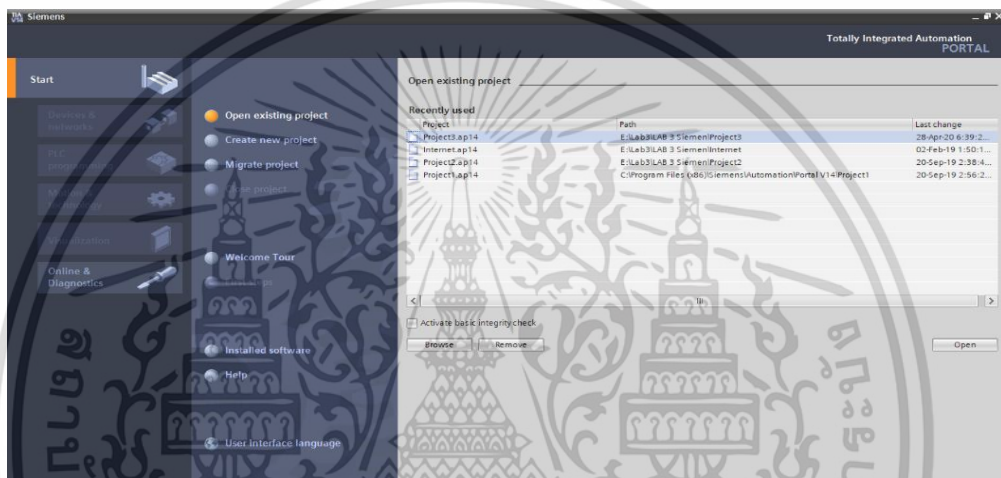 Siemens
Totally Integrated Automation
PORTAL
Start
Devices & networks
PLC programming
Motion & technology
Visualization
Online & Diagnostics
Open existing project
Create new project
Migrate project
Close project
Welcome Tour
First steps
Installed software
Help
User interface language
Open existing project
Recently used
Project Path Last change
Project3.ap14 E:\Lab3\LAB 3 Siemen\Project3 28-Apr-20 6:39:2...
Internet.ap14 E:\Lab3\LAB 3 Siemen\Internet 02-Feb-19 1:50:1...
Project2.ap14 E:\Lab3\LAB 3 Siemen\Project2 20-Sep-19 2:38:4...
Project1.ap14 C:\Program Files (x86)\Siemens\Automation\Portal V14\Project1 20-Sep-19 2:56:2...
Activate basic integrity check
Browse Remove Open